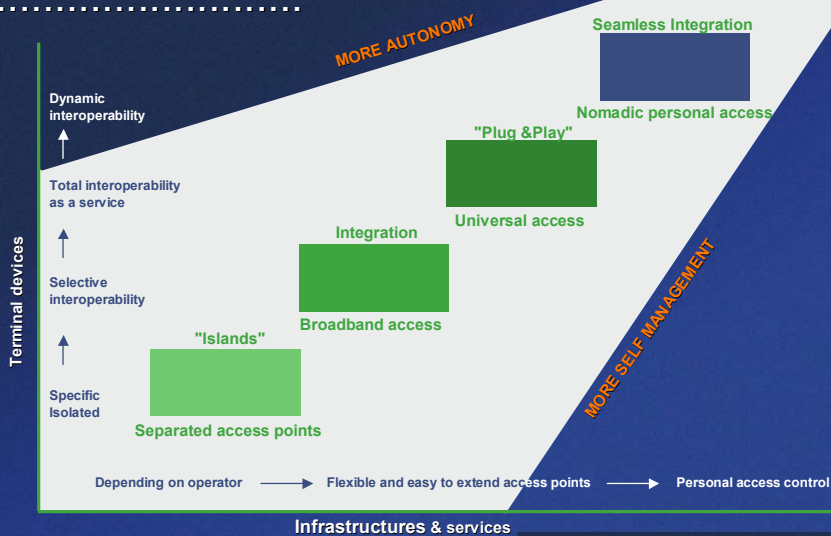 Seamless Integration
MORE AUTONOMY
Dynamic
interoperability
Nomadic personal access
"Plug &Play"
Total interoperability
as a service
Universal access
Integration
Terminal devices
Selective
interoperability
MORE SELF MANAGEMENT
Broadband access
"Islands"
Specific
Isolated
Separated access points
Depending on operator
Flexible and easy to extend access points
Personal access control
Infrastructures & services